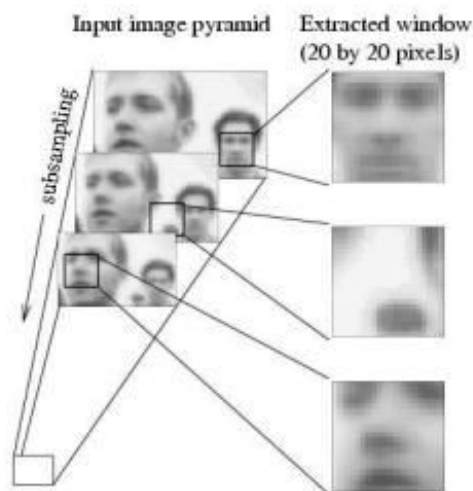 Input image pyramid
Extracted window
(20 by 20 pixels)
subsampling